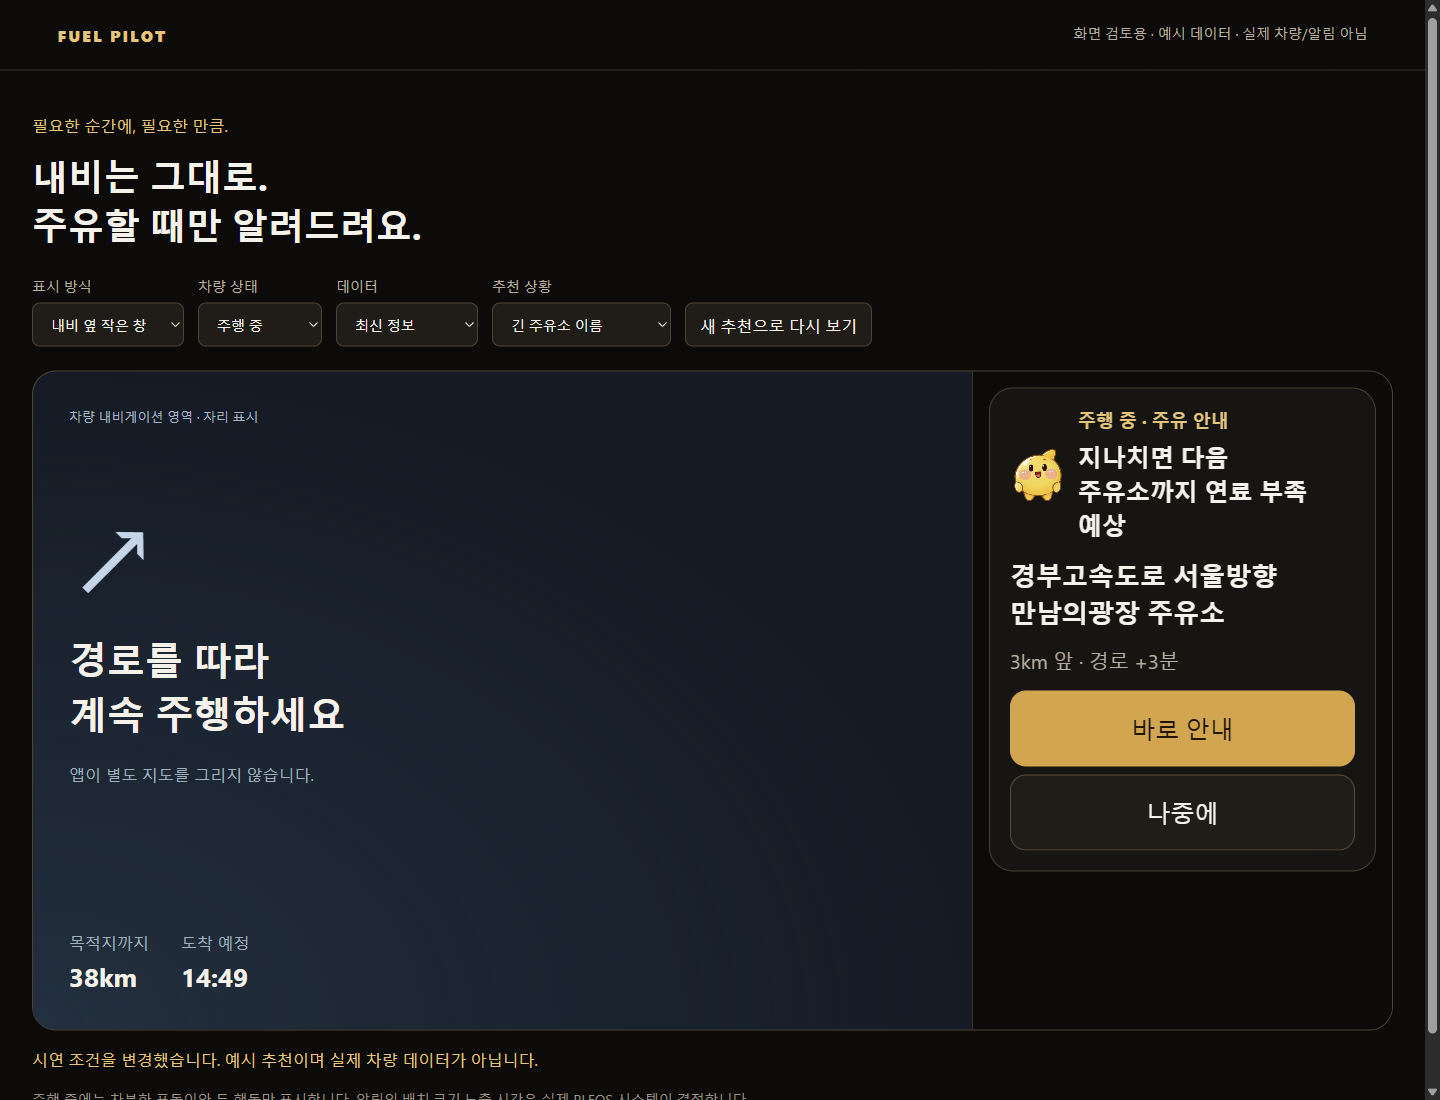 FUEL PILOT
화면 검토용 · 예시 데이터 · 실제 차량/알림 아님
필요한 순간에, 필요한 만큼.
내비는 그대로.
주유할 때만 알려드려요.
표시 방식
차량 상태
데이터
추천 상황
내비 옆 작은 창
주행 중
최신 정보
긴 주유소 이름
새 추천으로 다시 보기
차량 내비게이션 영역 · 자리 표시
경로를 따라
계속 주행하세요
앱이 별도 지도를 그리지 않습니다.
목적지까지
도착 예정
38km
14:49
주행 중 · 주유 안내
지나치면 다음
주유소까지 연료 부족
예상
경부고속도로 서울방향
만남의광장 주유소
3km 앞 · 경로 +3분
바로 안내
나중에
시연 조건을 변경했습니다. 예시 추천이며 실제 차량 데이터가 아닙니다.